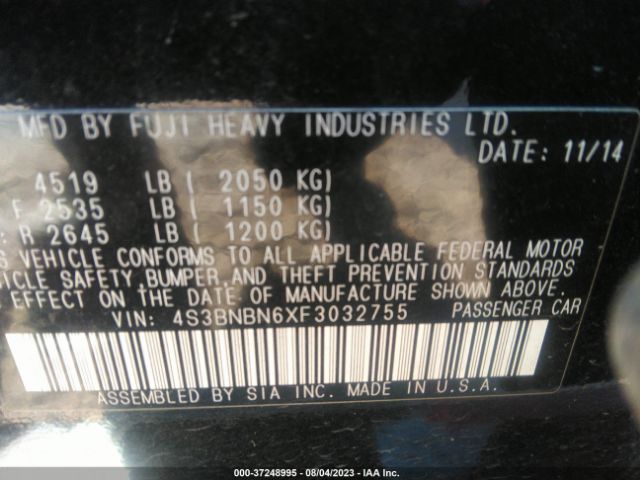 MFD BY FUJI HEAVY INDUSTRIES LTD.
DATE: 11/14
4519 LB ( 2050 KG)
F 2535 LB ( 1150 KG)
R 2645 LB ( 1200 KG)
VEHICLE CONFORMS TO ALL APPLICABLE FEDERAL MOTOR
SAFETY, BUMPER, AND THEFT PREVENTION STANDARDS
EFFECT ON THE DATE OF MANUFACTURE SHOWN ABOVE.
VIN: 4S3BNBN6XF3032755 PASSENGER CAR
ASSEMBLED BY SIA INC. MADE IN U.S.A.
000-37248995 - 08/04/2023 - IAA Inc.